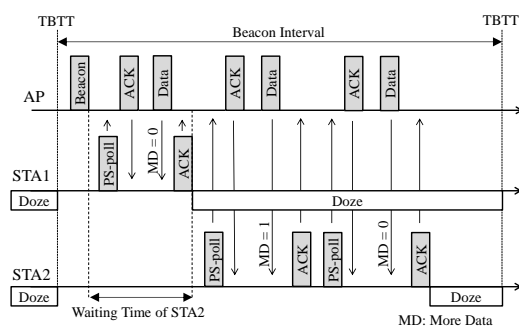 TBTT
TBTT
Beacon Interval
AP
Beacon
ACK
Data
ACK
Data
ACK
Data
STA1
PS-poll
MD = 0
ACK
Doze
Doze
STA2
PS-poll
MD = 1
ACK
PS-poll
MD = 0
ACK
Doze
Doze
Waiting Time of STA2
MD: More Data